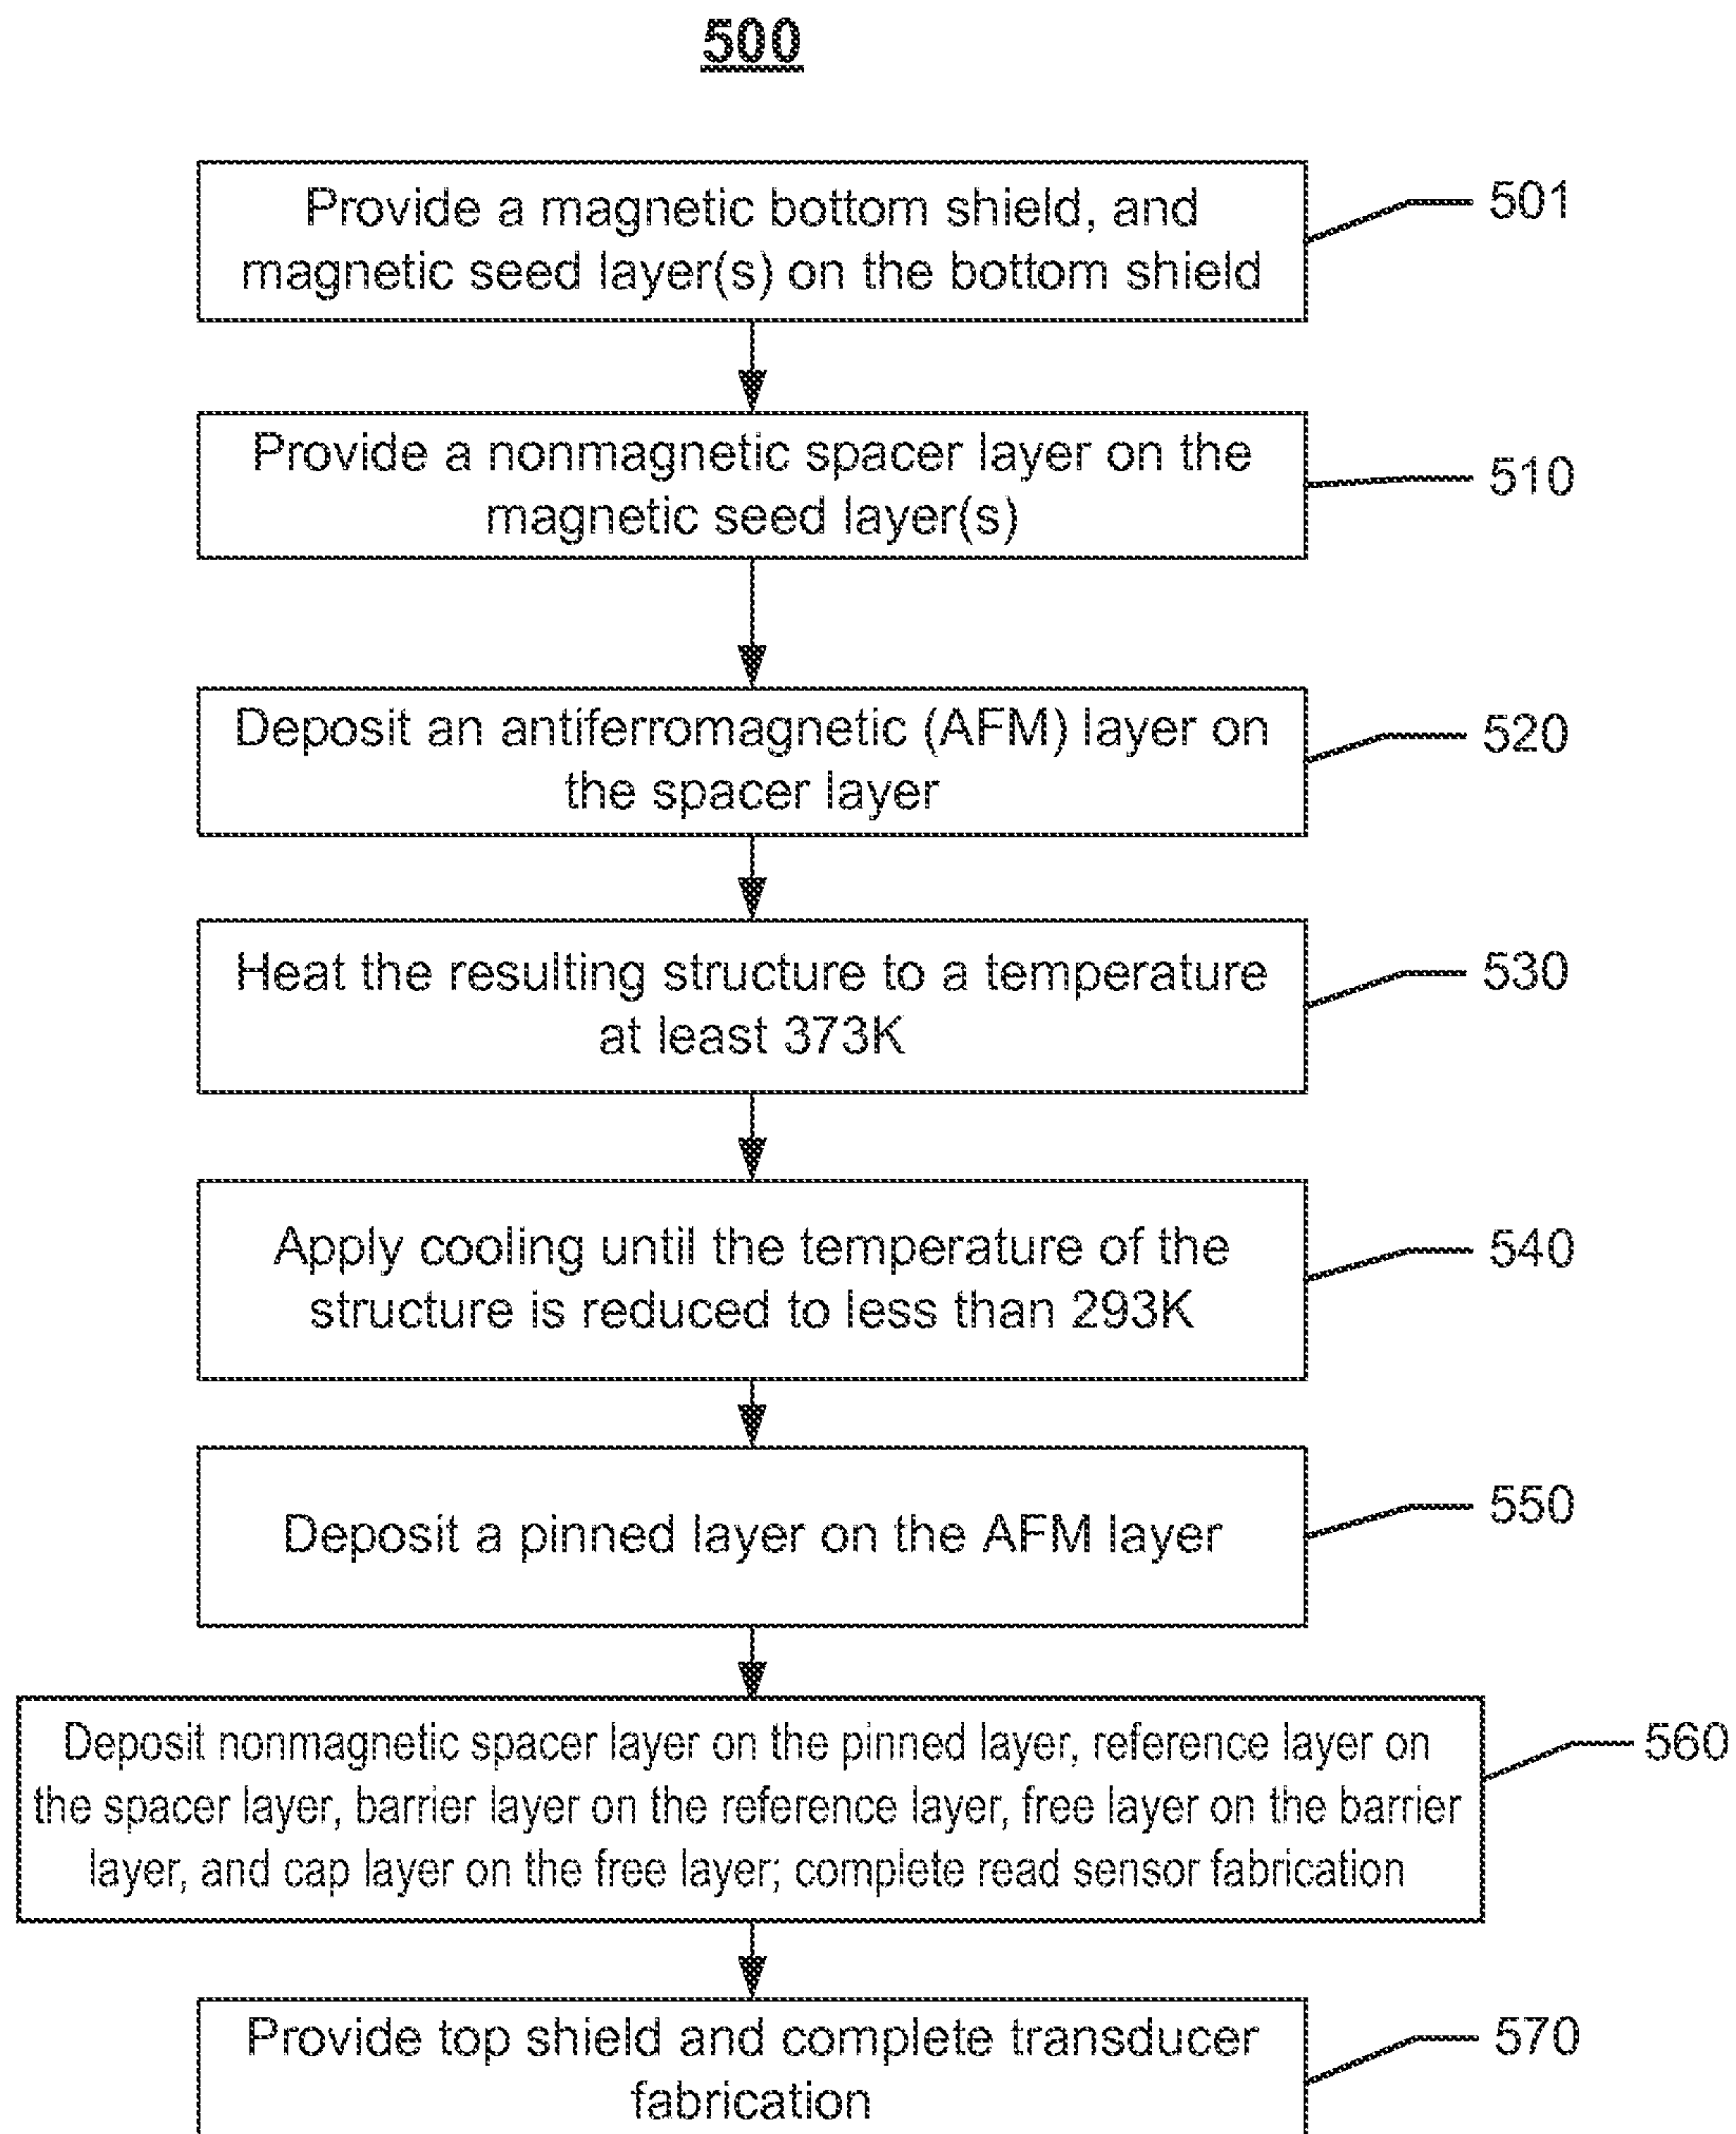 500
Provide a magnetic bottom shield, and
magnetic seed layer(s) on the bottom shield
501
Provide a nonmagnetic spacer layer on the
magnetic seed layer(s)
510
Deposit an antiferromagnetic (AFM) layer on
the spacer layer
520
Heat the resulting structure to a temperature
at least 373K
530
Apply cooling until the temperature of the
structure is reduced to less than 293K
540
Deposit a pinned layer on the AFM layer
550
Deposit nonmagnetic spacer layer on the pinned layer, reference layer on
the spacer layer, barrier layer on the reference layer, free layer on the barrier
layer, and cap layer on the free layer; complete read sensor fabrication
560
Provide top shield and complete transducer
fabrication
570